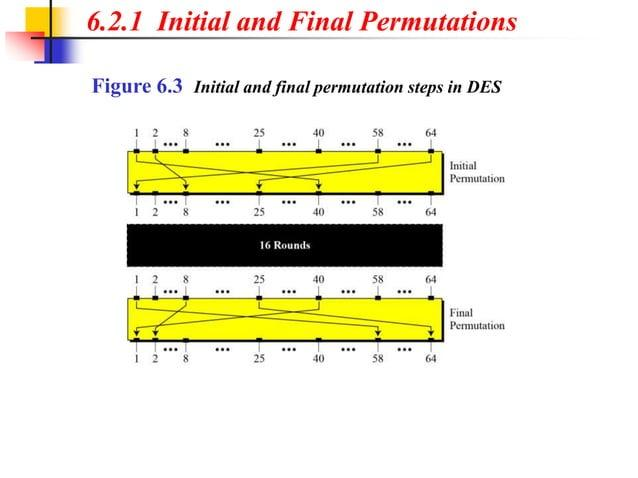 6.2.1 Initial and Final Permutations
Figure 6.3 Initial and final permutation steps in DES
1 2 8 25 40 58 64
••• ••• ••• ••• •••
Initial
Permutation
••• ••• ••• ••• •••
1 2 8 25 40 58 64
16 Rounds
1 2 8 25 40 58 64
••• ••• ••• ••• •••
Final
Permutation
••• ••• ••• ••• •••
1 2 8 25 40 58 64